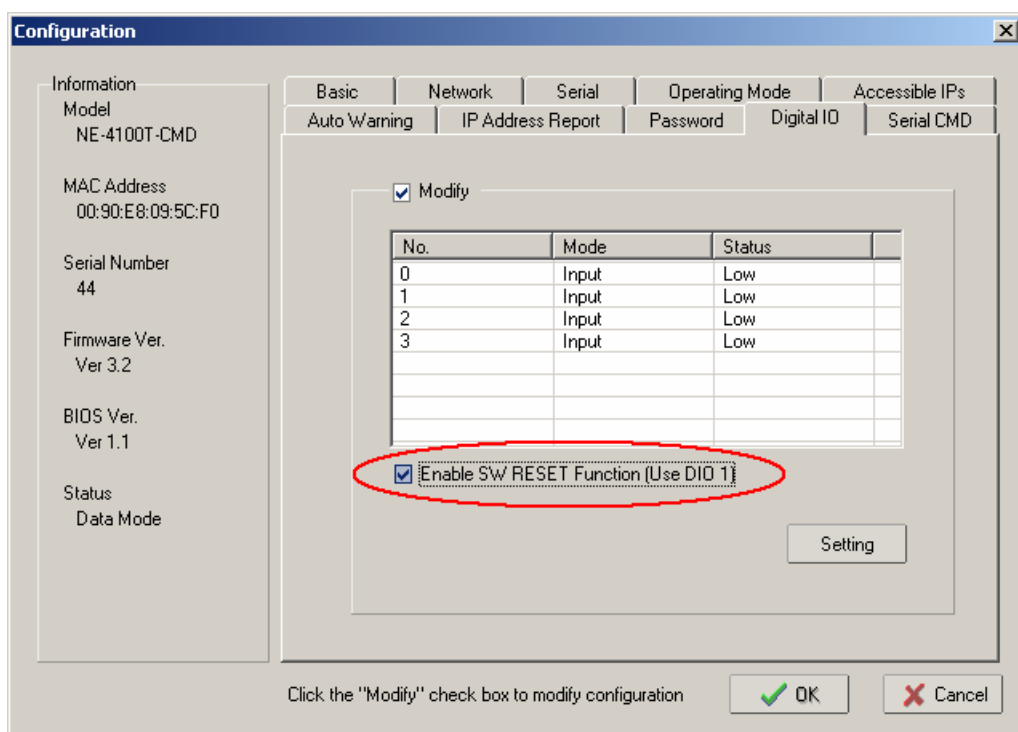 Configuration
Information
Model
NE-4100T-CMD
MAC Address
00:90:E8:09:5C:F0
Serial Number
44
Firmware Ver.
Ver 3.2
BIOS Ver.
Ver 1.1
Status
Data Mode
Basic Network Serial Operating Mode Accessible IPs
Auto Warning IP Address Report Password Digital IO Serial CMD
Modify
No. Mode Status
0 Input Low
1 Input Low
2 Input Low
3 Input Low
Enable SW RESET Function (Use DIO 1)
Setting
Click the "Modify" check box to modify configuration
OK
Cancel